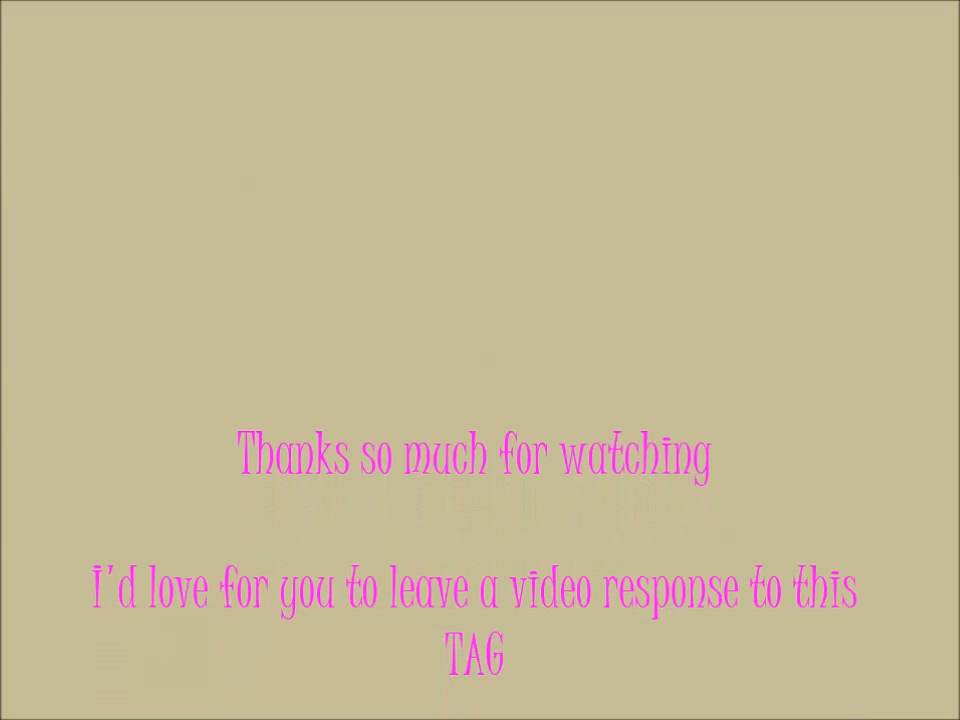 Thanks so much for watching
I'd love for you to leave a video response to this
TAG